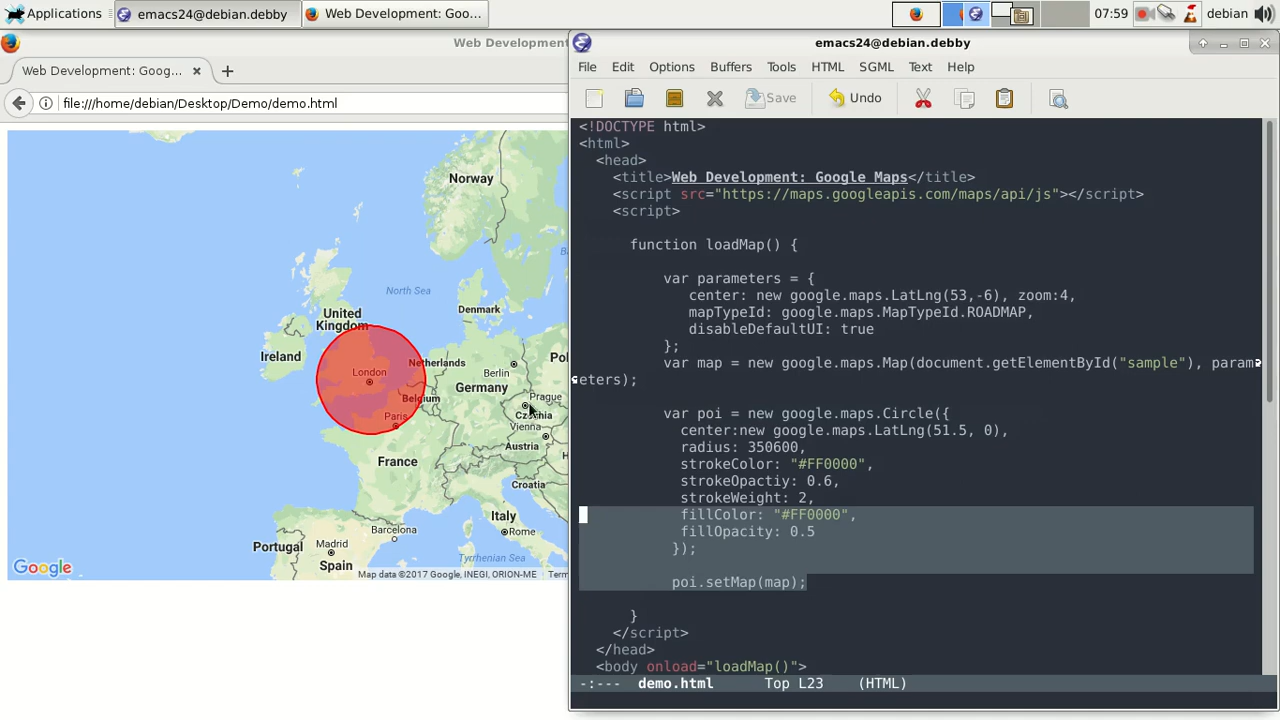 Applications
emacs24@debian.debby
Web Development: Goo...
07:59
debian
Web Development
Web Development: Goog...
file:///home/debian/Desktop/Demo/demo.html
Norway
North Sea
Denmark
United
Kingdom
Ireland
Netherlands
Berlin
Pol
London
Germany
Belgium
Prague
Paris
Czechia
Vienna
Austria
France
Croatia
Italy
Barcelona
Rome
Portugal
Madrid
Spain
Tyrrhenian Sea
Google
Map data ©2017 Google, INEGI, ORION-ME
Term
emacs24@debian.debby
File Edit Options Buffers Tools HTML SGML Text Help
Save Undo
<!DOCTYPE html>
<html>
<head>
<title>Web Development: Google Maps</title>
<script src="https://maps.googleapis.com/maps/api/js"></script>
<script>
function loadMap() {
var parameters = {
center: new google.maps.LatLng(53,-6), zoom:4,
mapTypeId: google.maps.MapTypeId.ROADMAP,
disableDefaultUI: true
};
var map = new google.maps.Map(document.getElementById("sample"), param
eters);
var poi = new google.maps.Circle({
center:new google.maps.LatLng(51.5, 0),
radius: 350600,
strokeColor: "#FF0000",
strokeOpactiy: 0.6,
strokeWeight: 2,
fillColor: "#FF0000",
fillOpacity: 0.5
});
poi.setMap(map);
}
</script>
</head>
<body onload="loadMap()">
-:--- demo.html Top L23 (HTML)